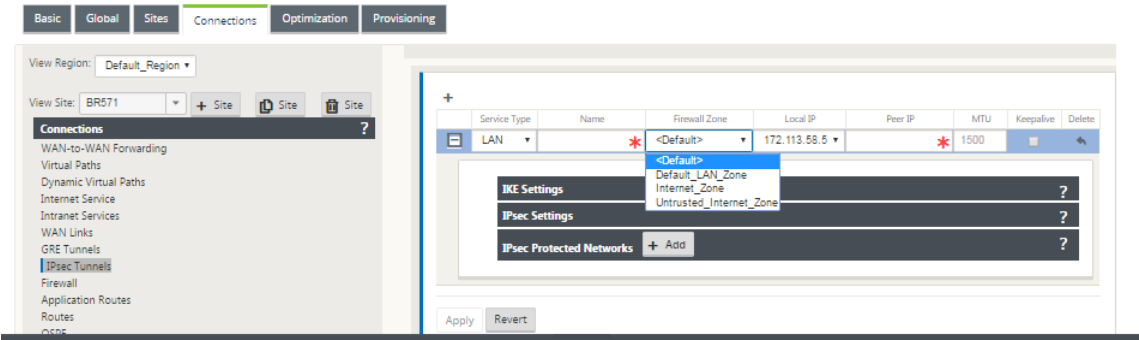 Basic Global Sites Connections Optimization Provisioning
View Region: Default_Region
View Site: BR571 + Site Site Site
Connections ?
WAN-to-WAN Forwarding
Virtual Paths
Dynamic Virtual Paths
Internet Service
Intranet Services
WAN Links
GRE Tunnels
IPsec Tunnels
Firewall
Application Routes
Routes
OSPF
+
Service Type Name Firewall Zone Local IP Peer IP MTU Keepalive Delete
LAN * <Default> 172.113.58.5 * 1500
<Default>
Default_LAN_Zone
Internet_Zone
Untrusted_Internet_Zone
IKE Settings ?
IPsec Settings ?
IPsec Protected Networks + Add ?
Apply Revert